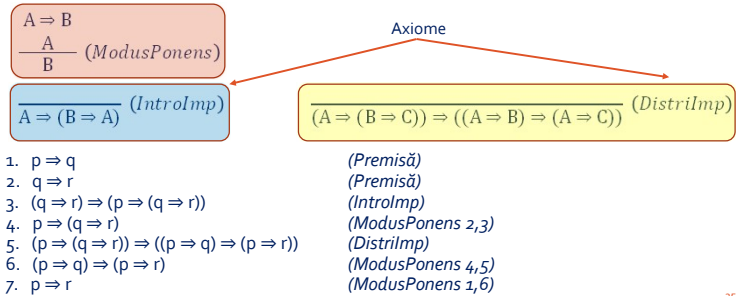 A ⇒ B
A
B
(ModusPonens)
Axiome
A ⇒ (B ⇒ A) (IntroImp)
(A ⇒ (B ⇒ C)) ⇒ ((A ⇒ B) ⇒ (A ⇒ C)) (DistriImp)
1. p ⇒ q (Premisă)
2. q ⇒ r (Premisă)
3. (q ⇒ r) ⇒ (p ⇒ (q ⇒ r)) (IntroImp)
4. p ⇒ (q ⇒ r) (ModusPonens 2,3)
5. (p ⇒ (q ⇒ r)) ⇒ ((p ⇒ q) ⇒ (p ⇒ r)) (DistriImp)
6. (p ⇒ q) ⇒ (p ⇒ r) (ModusPonens 4,5)
7. p ⇒ r (ModusPonens 1,6)